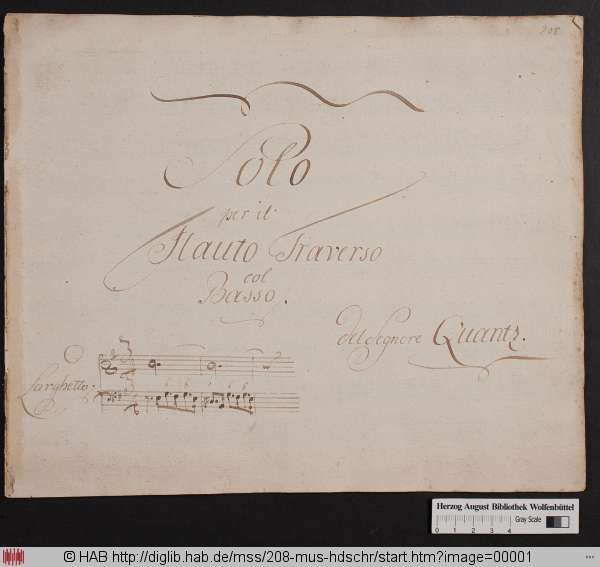 208
Solo
per il
Flauto Traverso
col
Basso.
del Segnore Quantz.
Larghetto.
Herzog August Bibliothek Wolfenbüttel
0 1 2 3 4
Gray Scale
© HAB http://diglib.hab.de/mss/208-mus-hdschr/start.htm?image=00001